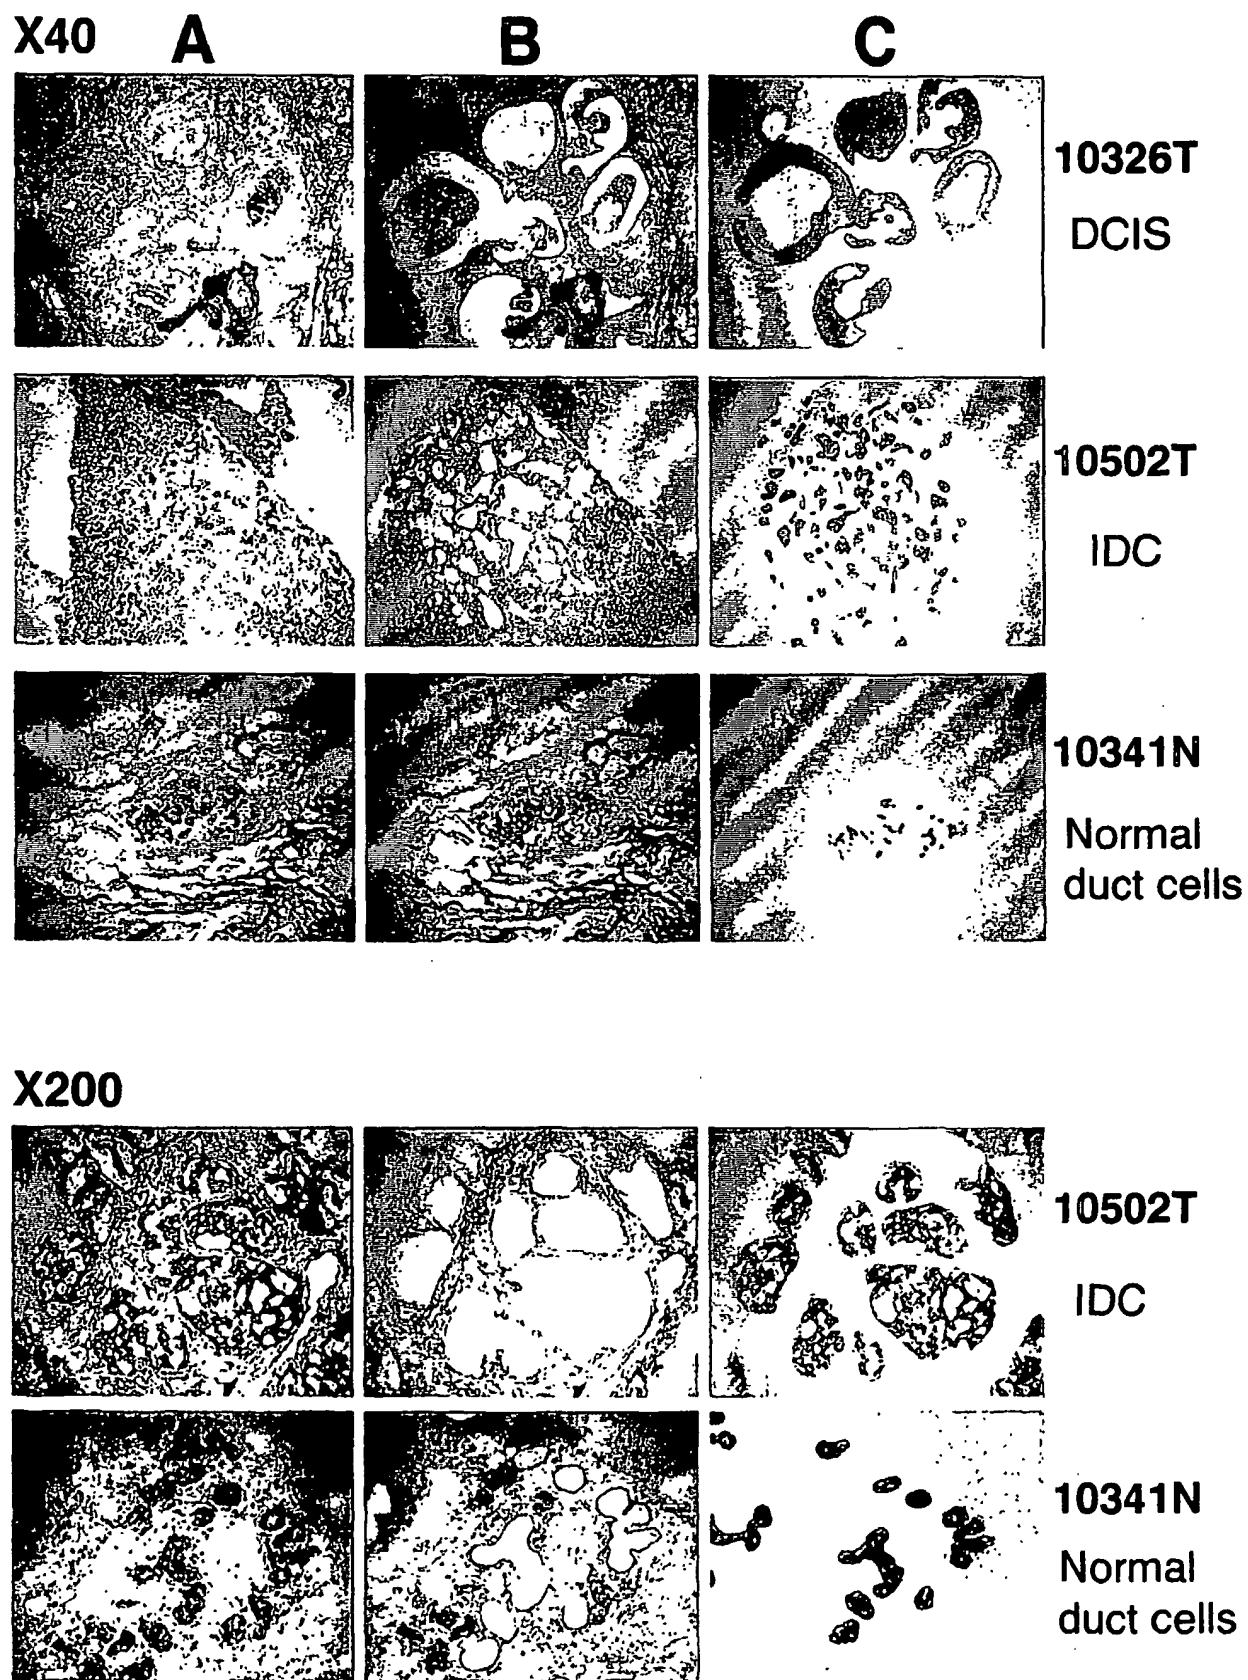 X40 A B C
10326T
DCIS
10502T
IDC
10341N
Normal
duct cells
X200
10502T
IDC
10341N
Normal
duct cells